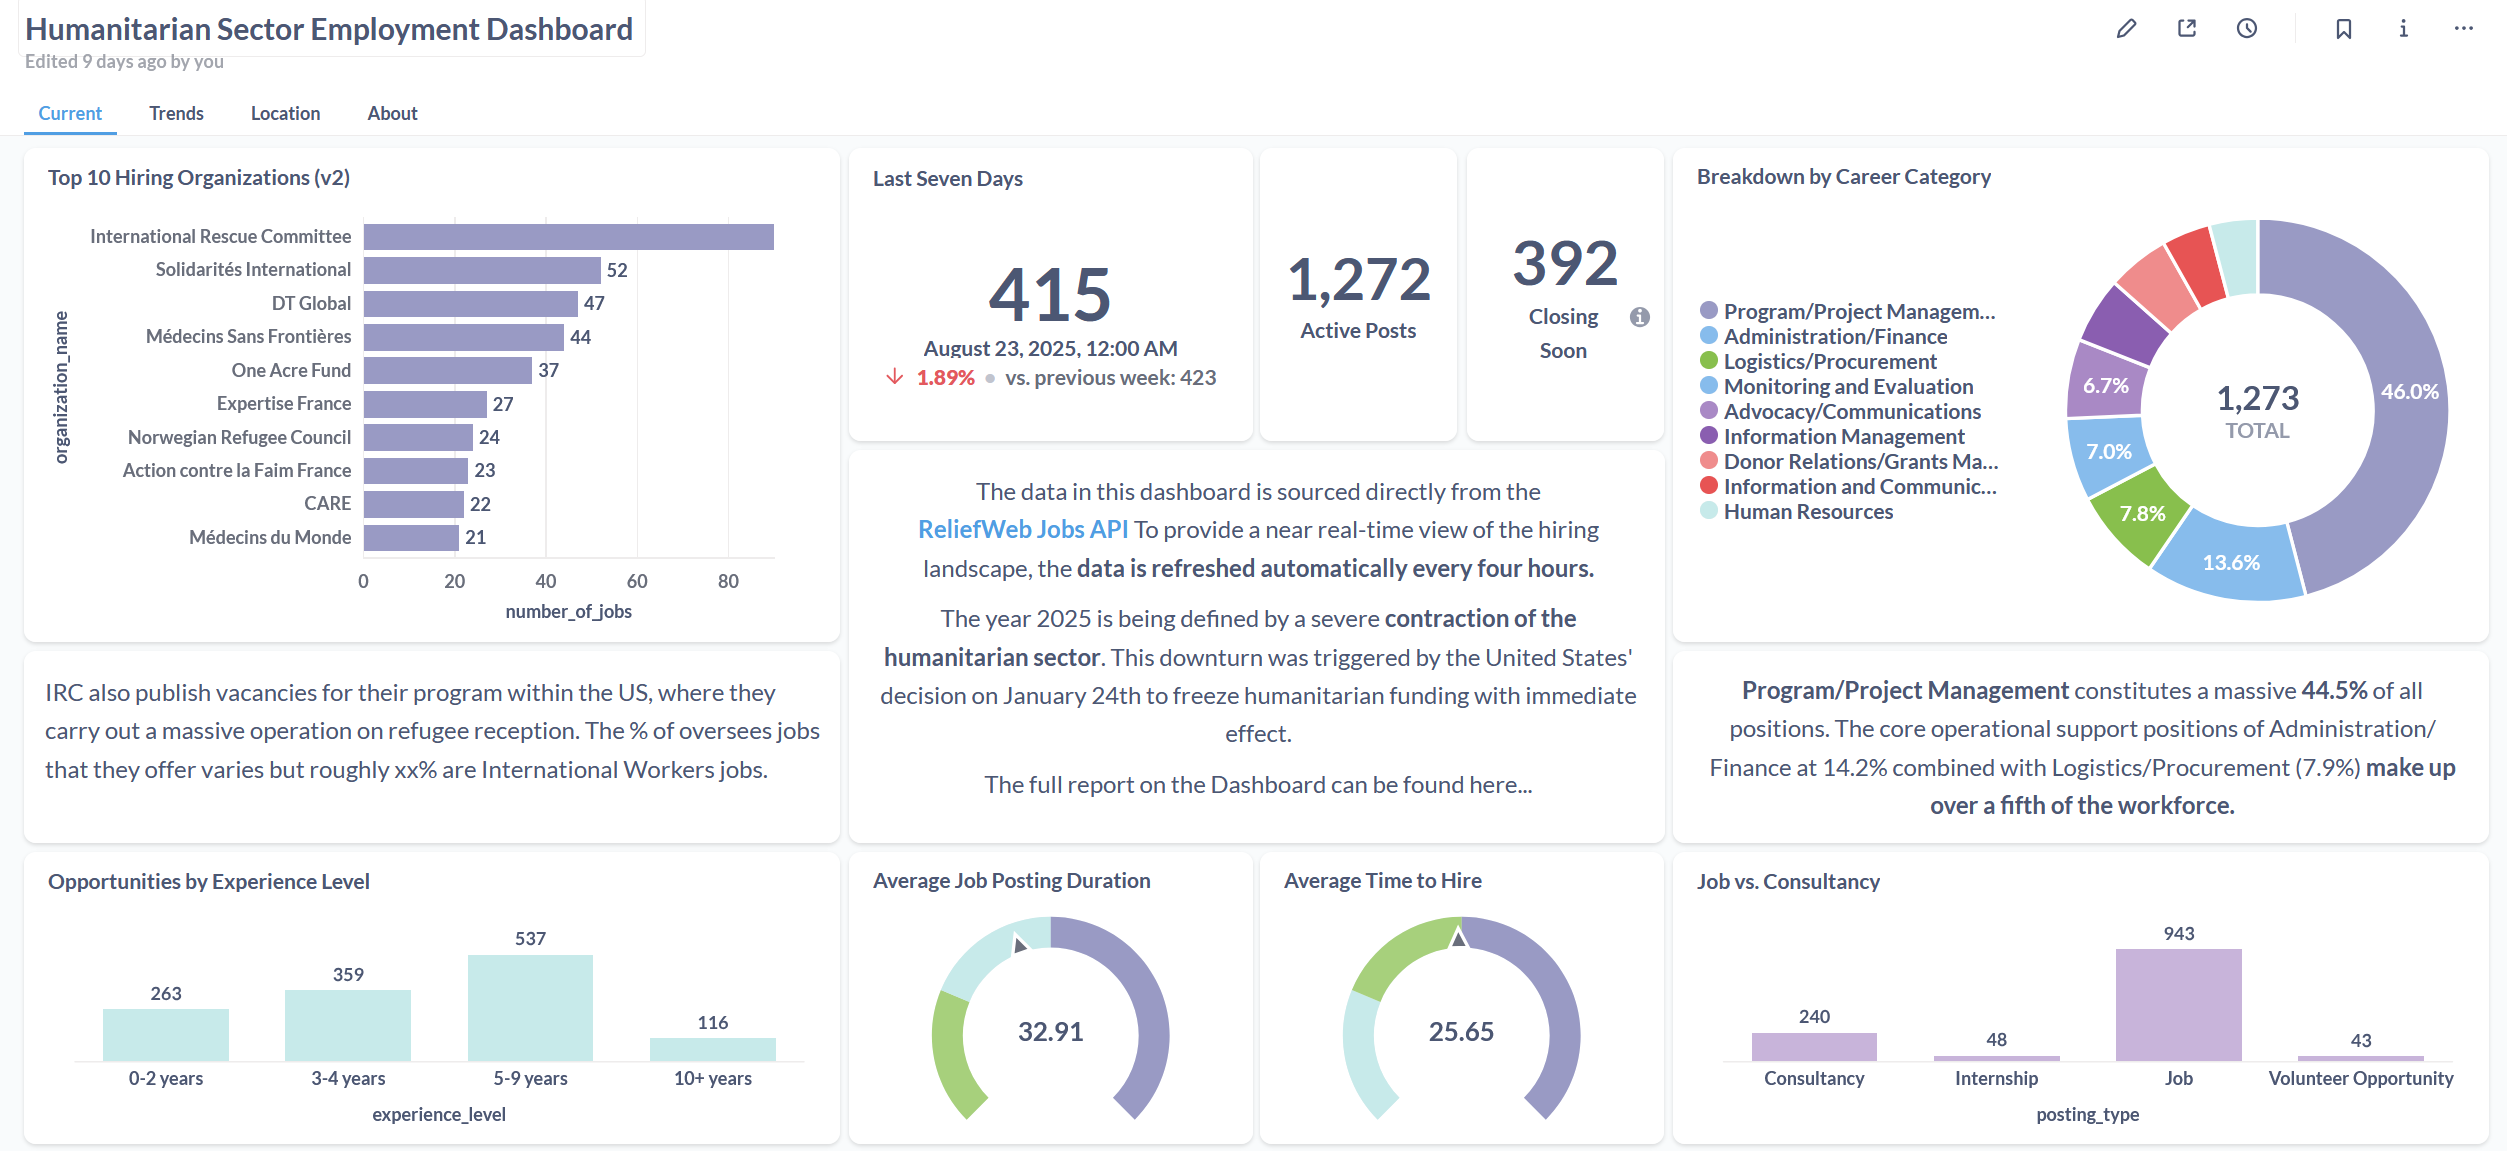 Humanitarian Sector Employment Dashboard
Edited 9 days ago by you
Current
Trends
Location
About
Top 10 Hiring Organizations (v2)
organization_name
International Rescue Committee
Solidarités International
52
DT Global
47
Médecins Sans Frontières
44
One Acre Fund
37
Expertise France
27
Norwegian Refugee Council
24
Action contre la Faim France
23
CARE
22
Médecins du Monde
21
0
20
40
60
80
number_of_jobs
Last Seven Days
415
August 23, 2025, 12:00 AM
1.89% vs. previous week: 423
1,272
Active Posts
392
Closing
Soon
Breakdown by Career Category
Program/Project Managem...
Administration/Finance
Logistics/Procurement
Monitoring and Evaluation
Advocacy/Communications
Information Management
Donor Relations/Grants Ma...
Information and Communic...
Human Resources
46.0%
13.6%
7.8%
7.0%
6.7%
1,273
TOTAL
IRC also publish vacancies for their program within the US, where they
carry out a massive operation on refugee reception. The % of oversees jobs
that they offer varies but roughly xx% are International Workers jobs.
The data in this dashboard is sourced directly from the
ReliefWeb Jobs API To provide a near real-time view of the hiring
landscape, the data is refreshed automatically every four hours.
The year 2025 is being defined by a severe contraction of the
humanitarian sector. This downturn was triggered by the United States'
decision on January 24th to freeze humanitarian funding with immediate
effect.
The full report on the Dashboard can be found here...
Program/Project Management constitutes a massive 44.5% of all
positions. The core operational support positions of Administration/
Finance at 14.2% combined with Logistics/Procurement (7.9%) make up
over a fifth of the workforce.
Opportunities by Experience Level
263
359
537
116
0-2 years
3-4 years
5-9 years
10+ years
experience_level
Average Job Posting Duration
32.91
Average Time to Hire
25.65
Job vs. Consultancy
240
48
943
43
Consultancy
Internship
Job
Volunteer Opportunity
posting_type